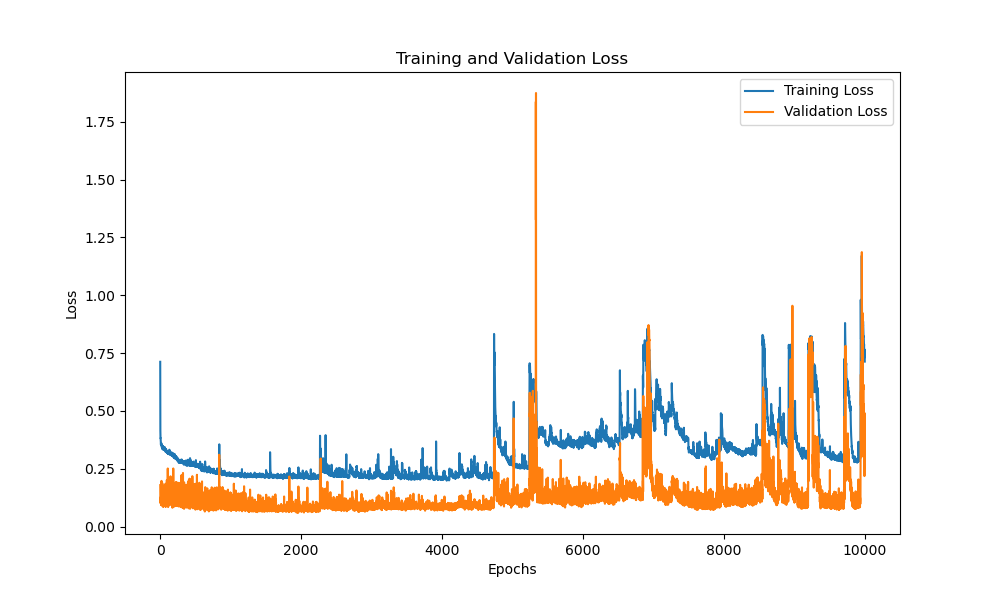 Training and Validation Loss
Training Loss
Validation Loss
1.75
1.50
1.25
1.00
0.75
0.50
0.25
0.00
Loss
0 2000 4000 6000 8000 10000
Epochs